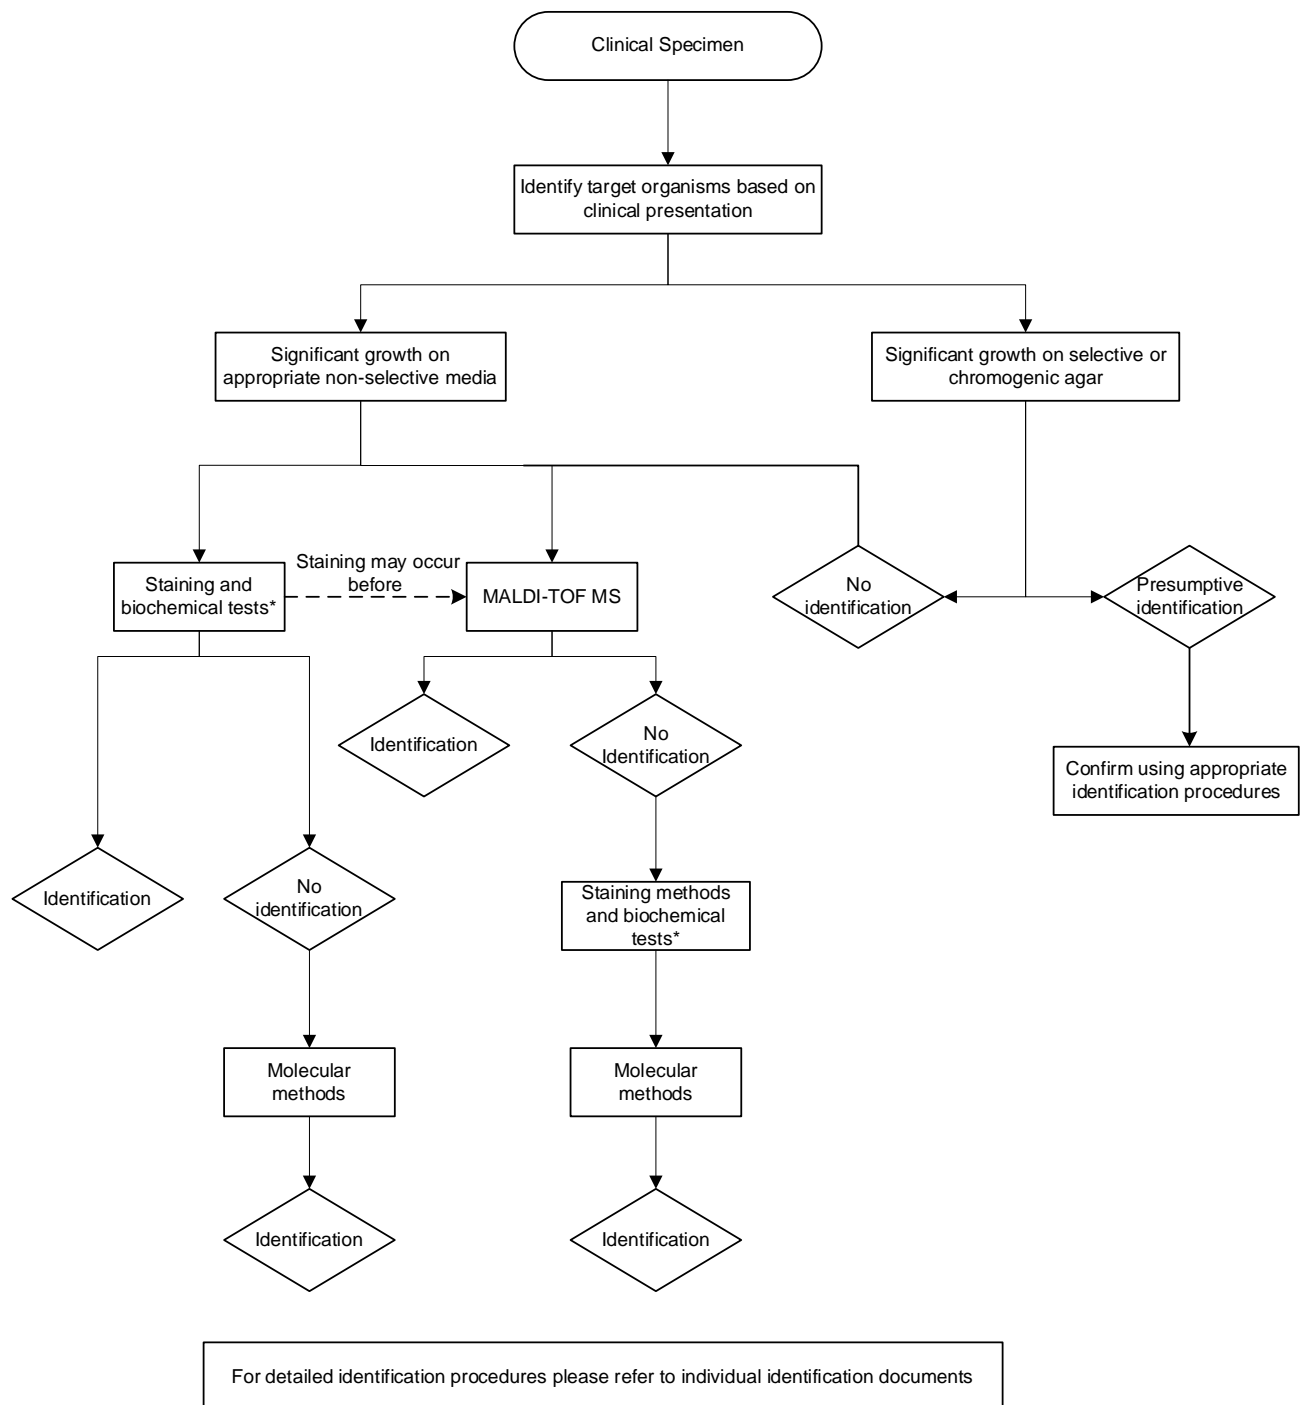 Clinical Specimen
Identify target organisms based on
clinical presentation
Significant growth on
appropriate non-selective media
Significant growth on selective or
chromogenic agar
Staining and
biochemical tests*
Staining may occur
before
MALDI-TOF MS
No
identification
Presumptive
identification
Identification
No
Identification
Confirm using appropriate
identification procedures
Identification
No
identification
Staining methods
and biochemical
tests*
Molecular
methods
Molecular
methods
Identification
Identification
For detailed identification procedures please refer to individual identification documents